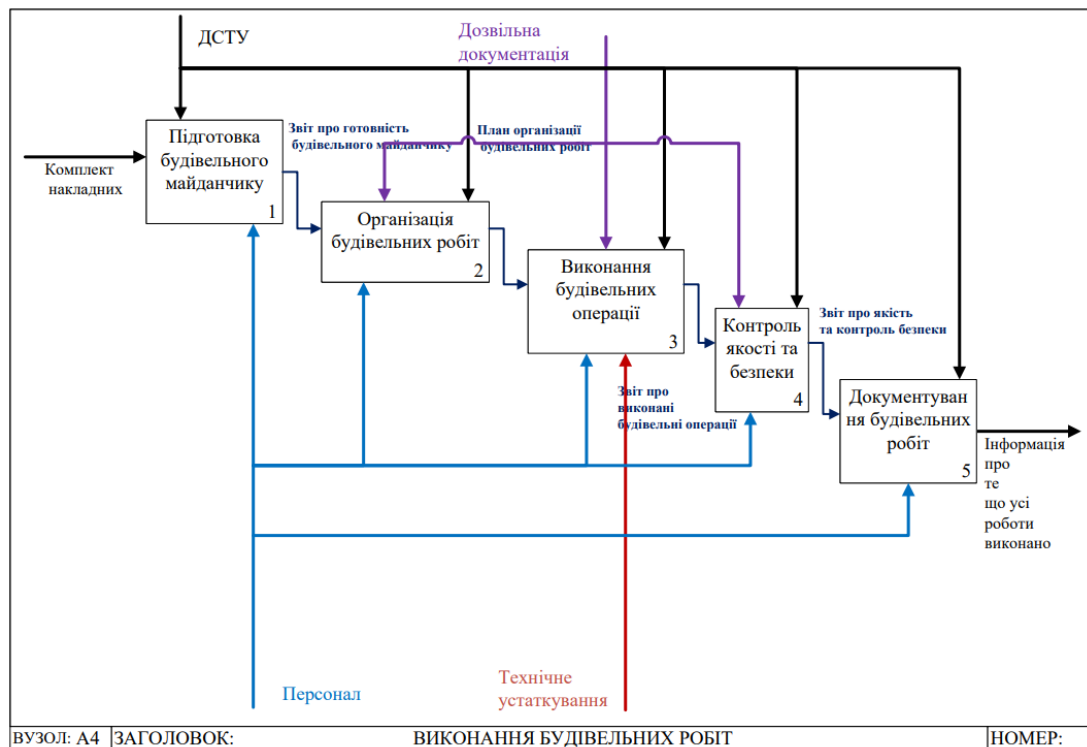 ДСТУ
Дозвільна
документація
Підготовка
будівельного
майданчику
1
Звіт про готовність
будівельного майданчику
План організації
будівельних робіт
Комплект
накладних
Організація
будівельних робіт
2
Виконання
будівельних
операції
3
Контроль
якості та
безпеки
4
Звіт про якість
та контроль безпеки
Звіт про
виконані
будівельні операції
Документуван
ня будівельних
робіт
5
Інформація
про
те
що усі
роботи
виконано
Персонал
Технічне
устаткування
ВУЗОЛ: А4 ЗАГОЛОВОК: ВИКОНАННЯ БУДІВЕЛЬНИХ РОБІТ НОМЕР: